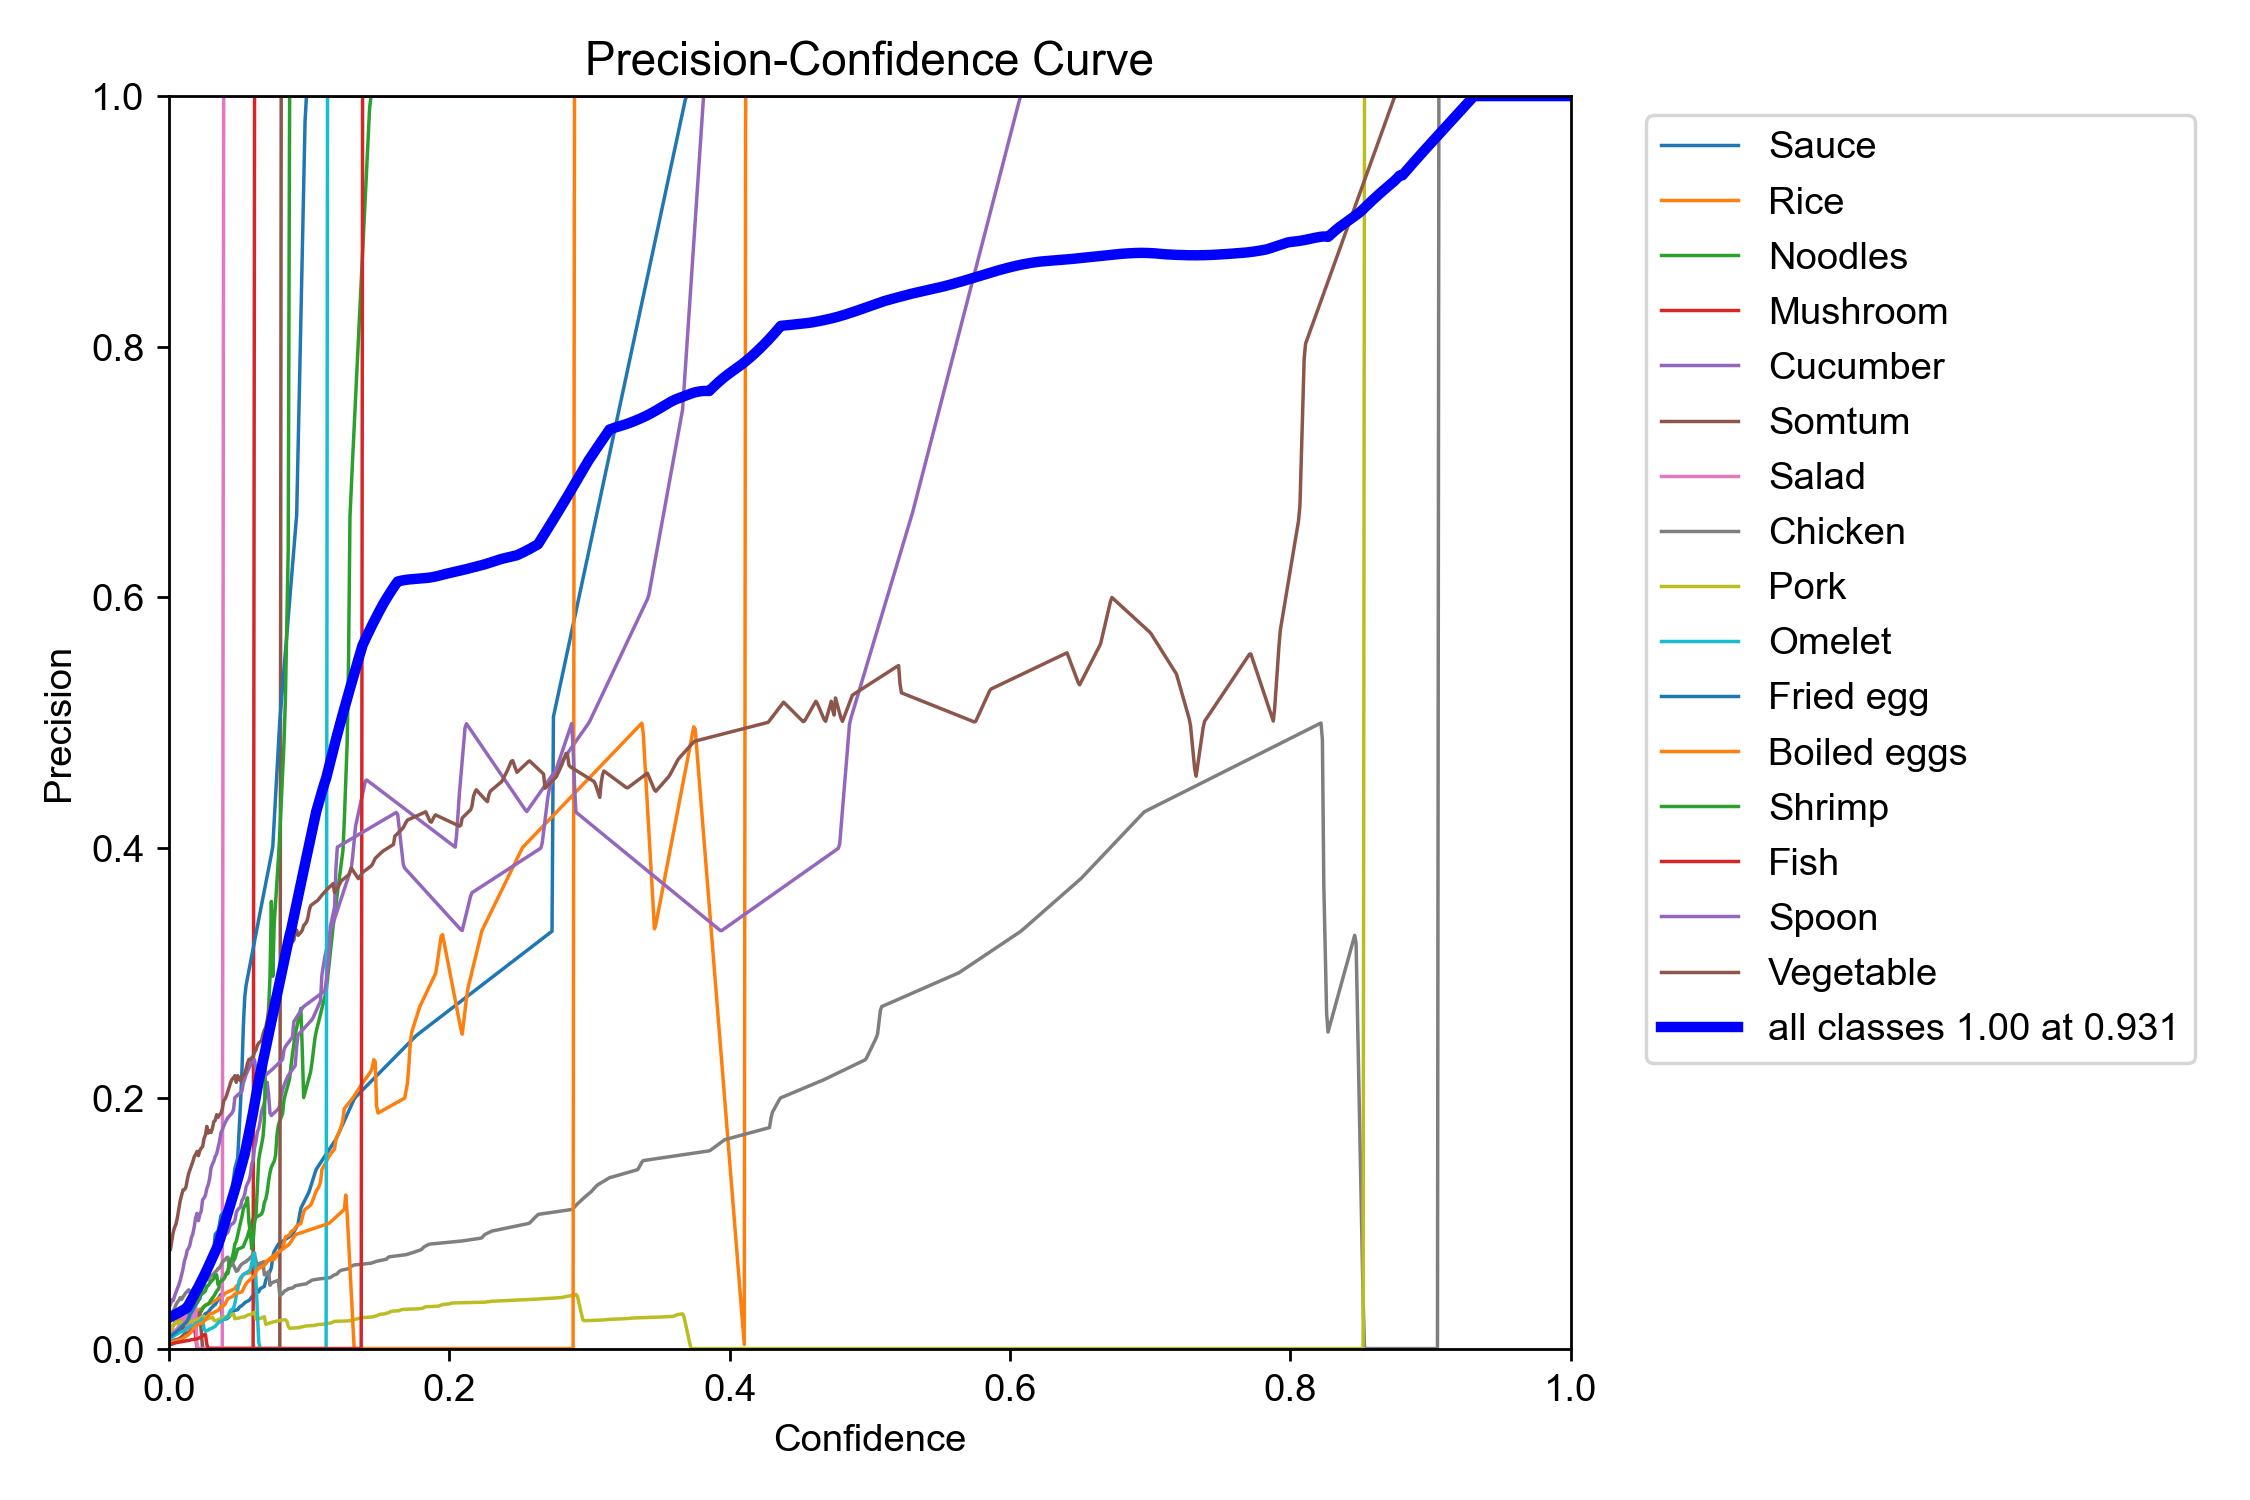 Precision-Confidence Curve
1.0
0.8
0.6
0.4
0.2
0.0
Precision
0.0 0.2 0.4 0.6 0.8 1.0
Confidence
Sauce
Rice
Noodles
Mushroom
Cucumber
Somtum
Salad
Chicken
Pork
Omelet
Fried egg
Boiled eggs
Shrimp
Fish
Spoon
Vegetable
all classes 1.00 at 0.931